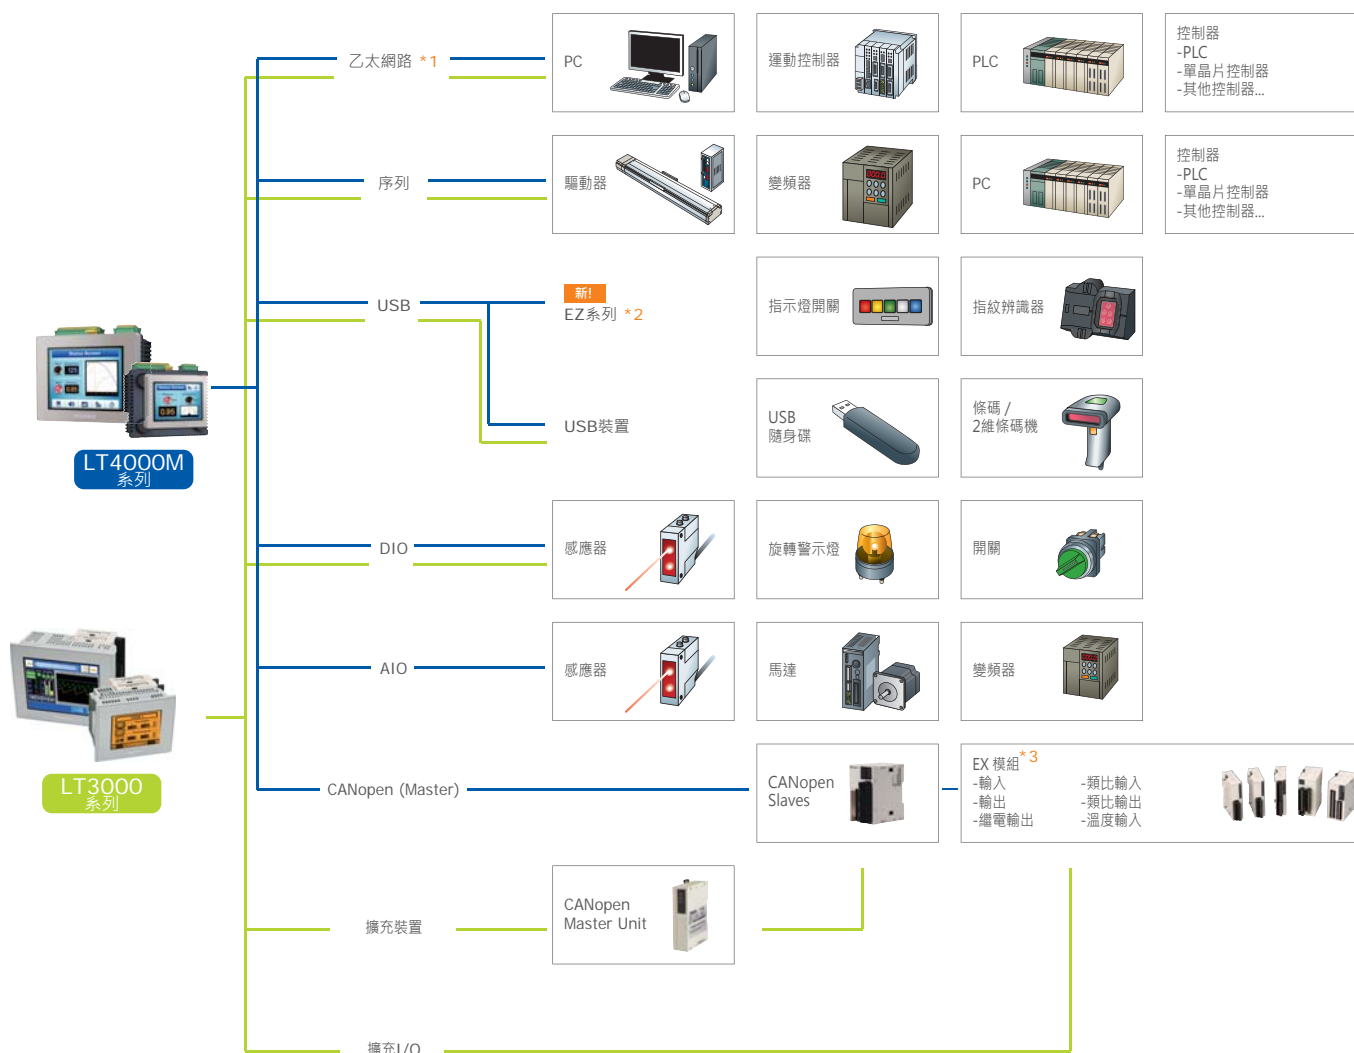 乙太網路 *1
PC
運動控制器
PLC
控制器
-PLC
-單晶片控制器
-其他控制器...
序列
驅動器
變頻器
PC
控制器
-PLC
-單晶片控制器
-其他控制器...
USB
新!
EZ系列 *2
指示燈開關
指紋辨識器
USB裝置
USB
隨身碟
條碼 /
2維條碼機
LT4000M
系列
DIO
感應器
旋轉警示燈
開關
AIO
感應器
馬達
變頻器
LT3000
系列
CANopen (Master)
CANopen
Slaves
EX 模組*3
-輸入
-輸出
-繼電輸出
-類比輸入
-類比輸出
-溫度輸入
擴充裝置
CANopen
Master Unit
擴充I/O